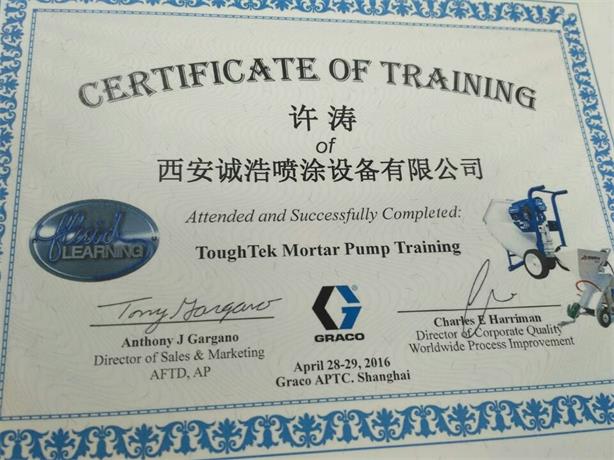 CERTIFICATE OF TRAINING
许涛
of
西安诚浩喷涂设备有限公司
Attended and Successfully Completed:
ToughTek Mortar Pump Training
fluid
LEARNING
Tony Gargano
Anthony J Gargano
Director of Sales & Marketing
AFTD, AP
G
GRACO
April 28-29, 2016
Graco APTC. Shanghai
Charles E Harriman
Director of Corporate Quality
Worldwide Process Improvement